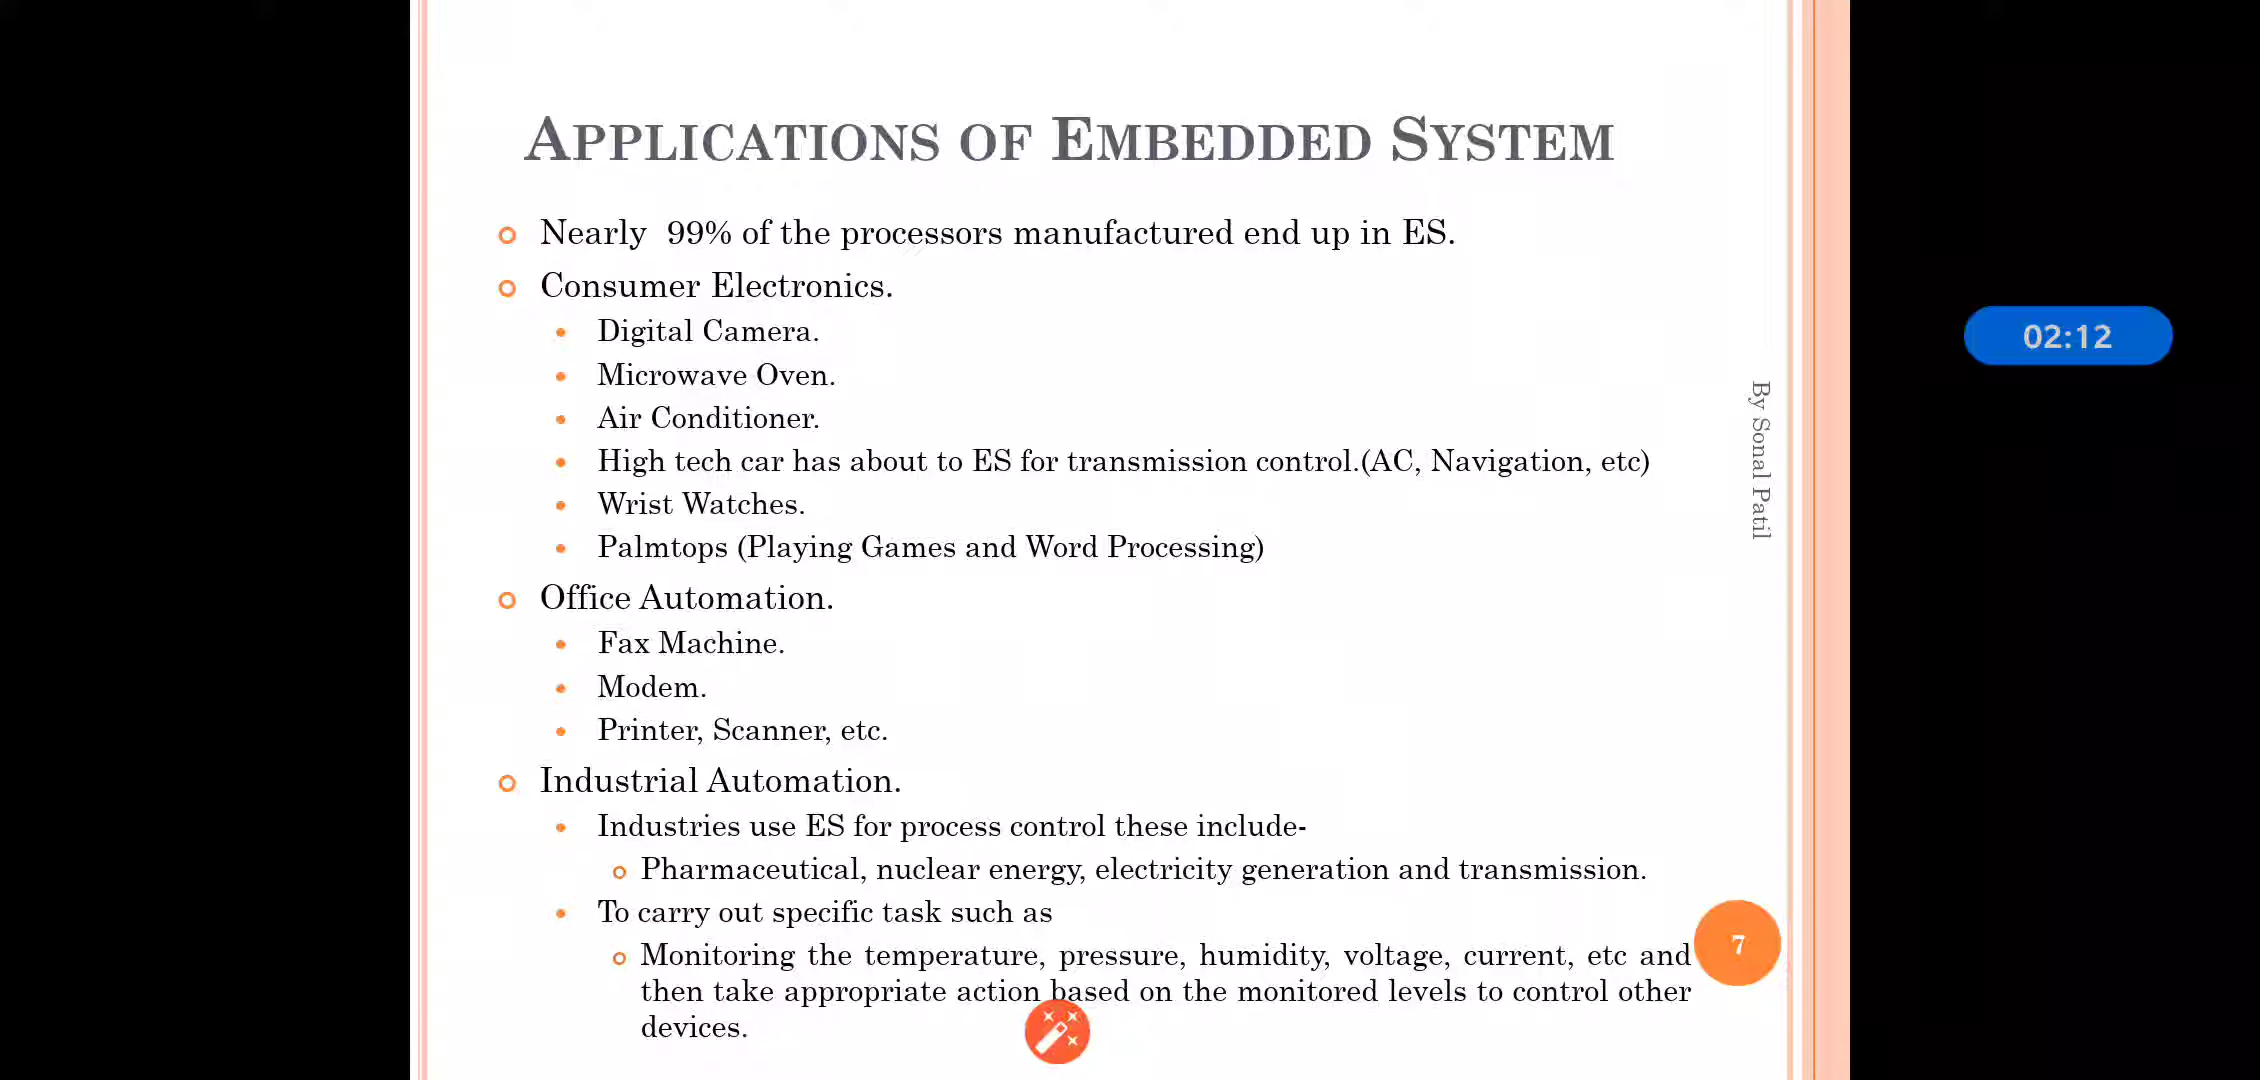 APPLICATIONS OF EMBEDDED SYSTEM
Nearly 99% of the processors manufactured end up in ES.
Consumer Electronics.
Digital Camera.
Microwave Oven.
Air Conditioner.
High tech car has about to ES for transmission control.(AC, Navigation, etc)
Wrist Watches.
Palmtops (Playing Games and Word Processing)
Office Automation.
Fax Machine.
Modem.
Printer, Scanner, etc.
Industrial Automation.
Industries use ES for process control these include-
Pharmaceutical, nuclear energy, electricity generation and transmission.
To carry out specific task such as
Monitoring the temperature, pressure, humidity, voltage, current, etc and
then take appropriate action based on the monitored levels to control other
devices.
By Sonal Patil
7
02:12